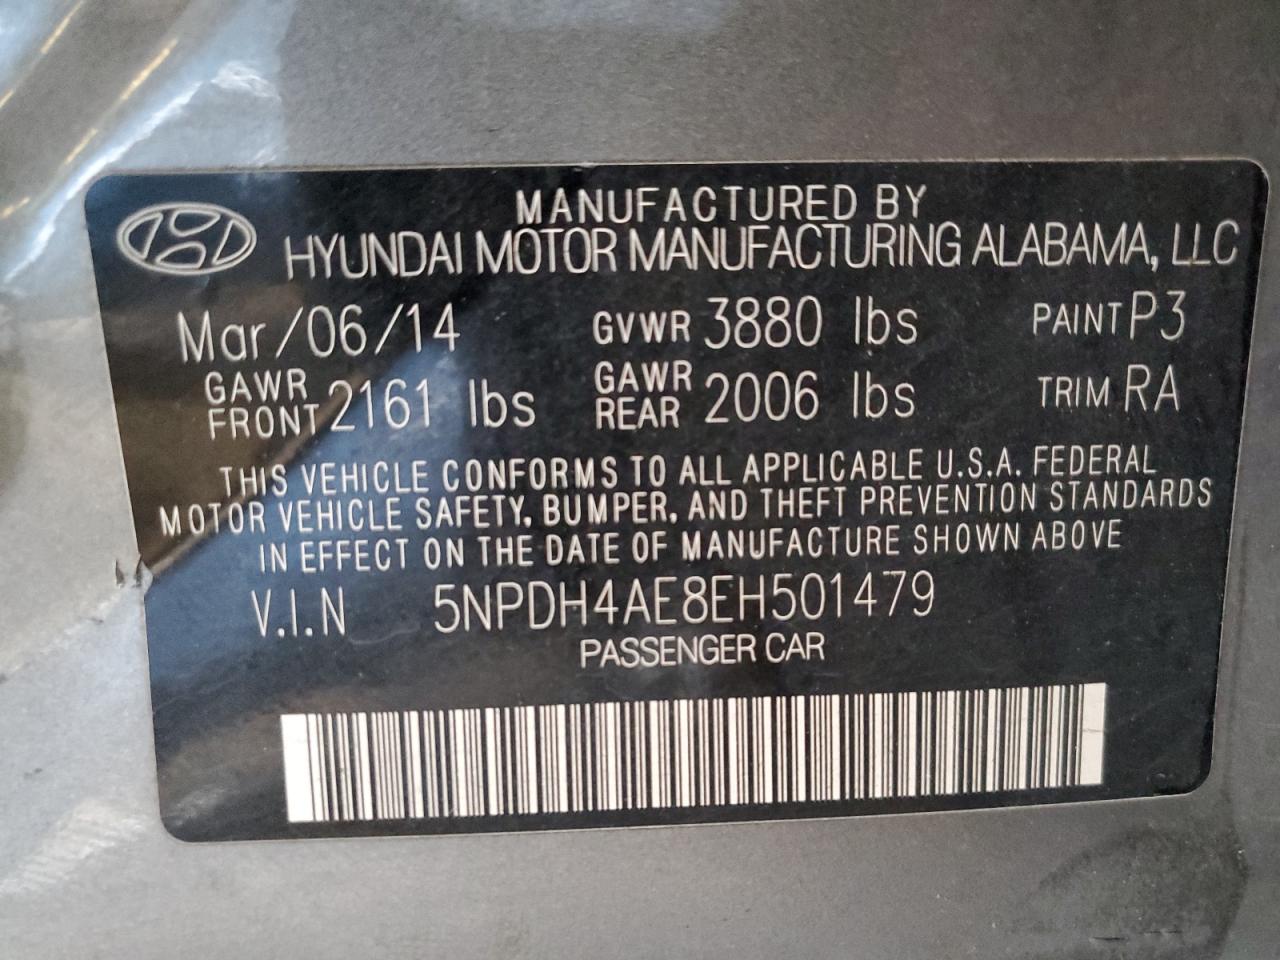 MANUFACTURED BY
HYUNDAI MOTOR MANUFACTURING ALABAMA, LLC
Mar/06/14 GVWR 3880 lbs PAINT P3
GAWR FRONT 2161 lbs GAWR REAR 2006 lbs TRIM RA
THIS VEHICLE CONFORMS TO ALL APPLICABLE U.S.A. FEDERAL
MOTOR VEHICLE SAFETY, BUMPER, AND THEFT PREVENTION STANDARDS
IN EFFECT ON THE DATE OF MANUFACTURE SHOWN ABOVE
V.I.N 5NPDH4AE8EH501479
PASSENGER CAR